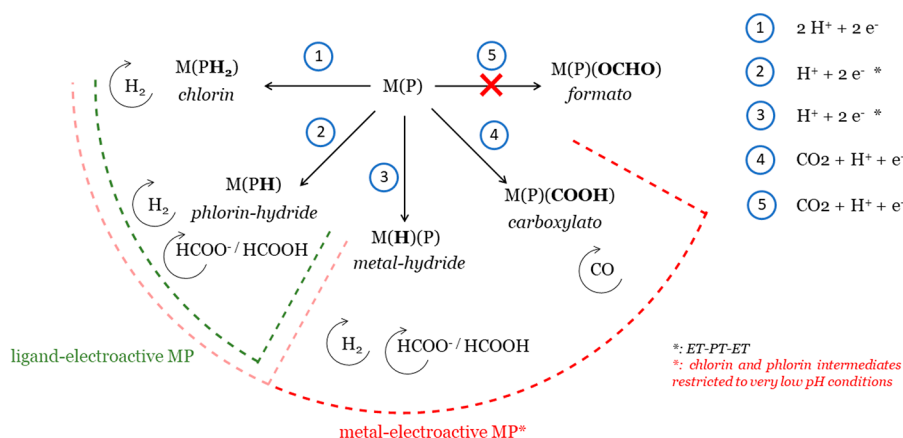 5
1
2 H⁺ + 2 e⁻
M(PH₂)
1
M(P)
M(P)(OCHO)
chlorin
formato
H₂
2
H⁺ + 2 e⁻ *
3
H⁺ + 2 e⁻ *
2
4
4
CO2 + H⁺ + e⁻
3
M(PH)
M(P)(COOH)
phlorin-hydride
carboxylato
H₂
5
CO2 + H⁺ + e⁻
HCOO⁻/HCOOH
M(H)(P)
metal-hydride
CO
H₂
HCOO⁻/HCOOH
ligand-electroactive MP
*: ET-PT-ET
*: chlorin and phlorin intermediates
restricted to very low pH conditions
metal-electroactive MP*